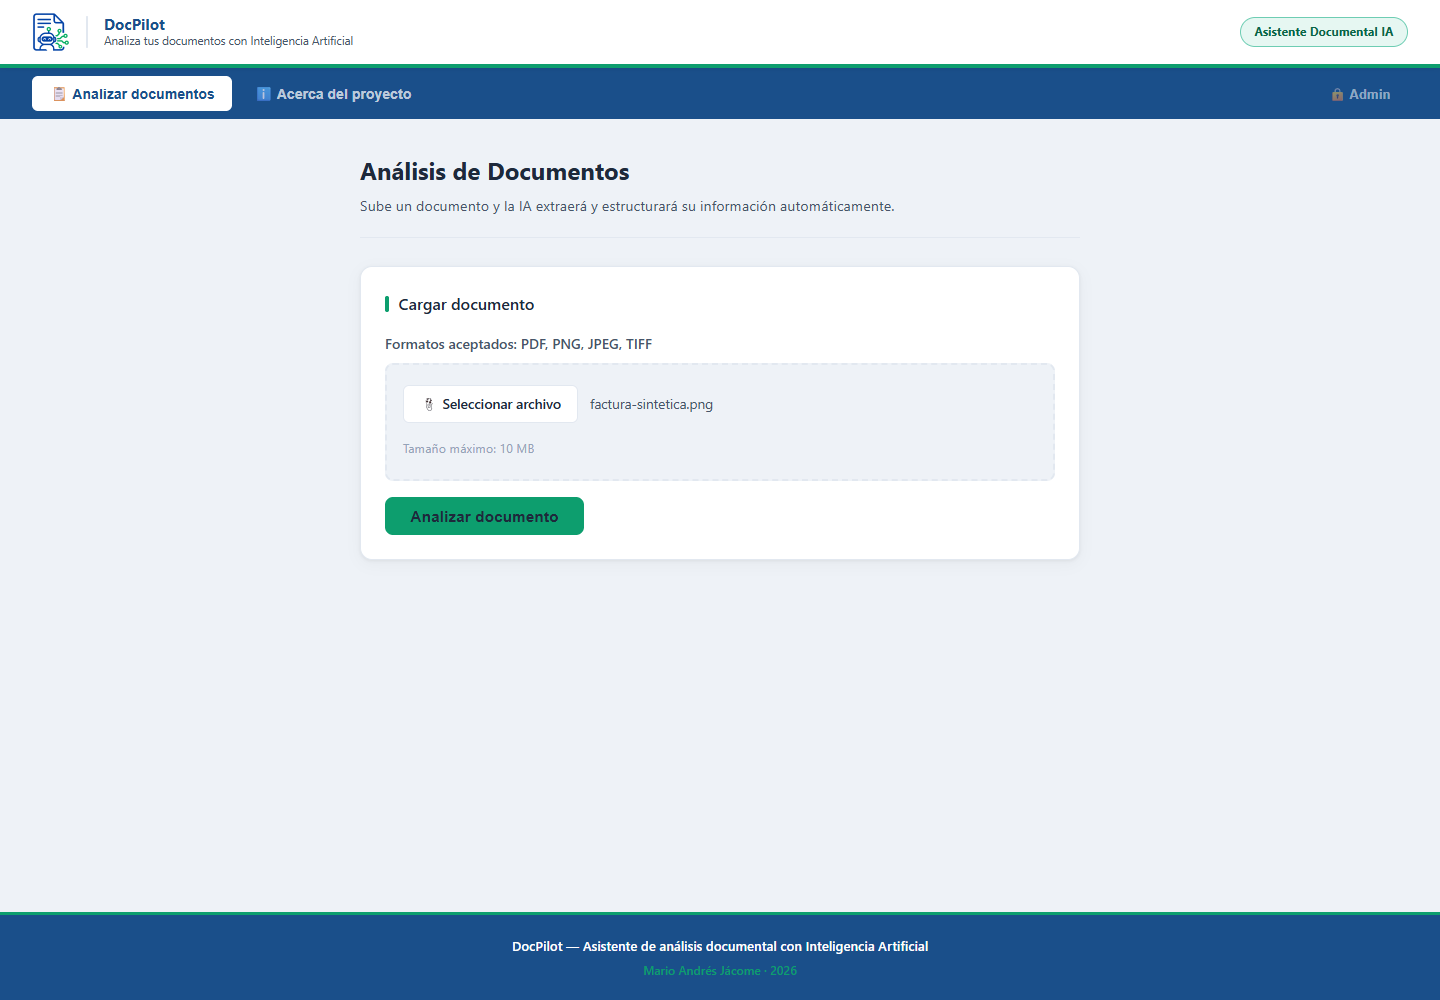 DocPilot
Analiza tus documentos con Inteligencia Artificial
Asistente Documental IA
Analizar documentos
Acerca del proyecto
Admin
Análisis de Documentos
Sube un documento y la IA extraerá y estructurará su información automáticamente.
Cargar documento
Formatos aceptados: PDF, PNG, JPEG, TIFF
Seleccionar archivo
factura-sintetica.png
Tamaño máximo: 10 MB
Analizar documento
DocPilot — Asistente de análisis documental con Inteligencia Artificial
Mario Andrés Jácome · 2026